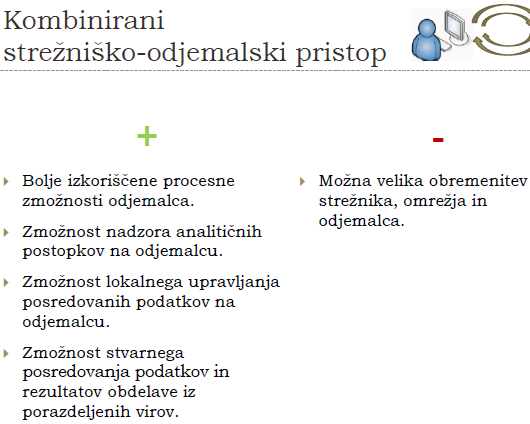 Kombinirani
strežniško-odjemalski pristop
+
Bolje izkoriščene procesne
zmožnosti odjemalca.
Zmožnost nadzora analitičnih
postopkov na odjemalcu.
Zmožnost lokalnega upravljanja
posredovanih podatkov na
odjemalcu.
Zmožnost stvarnega
posredovanja podatkov in
rezultatov obdelave iz
porazdeljenih virov.
-
Možna velika obremenitev
strežnika, omrežja in
odjemalca.